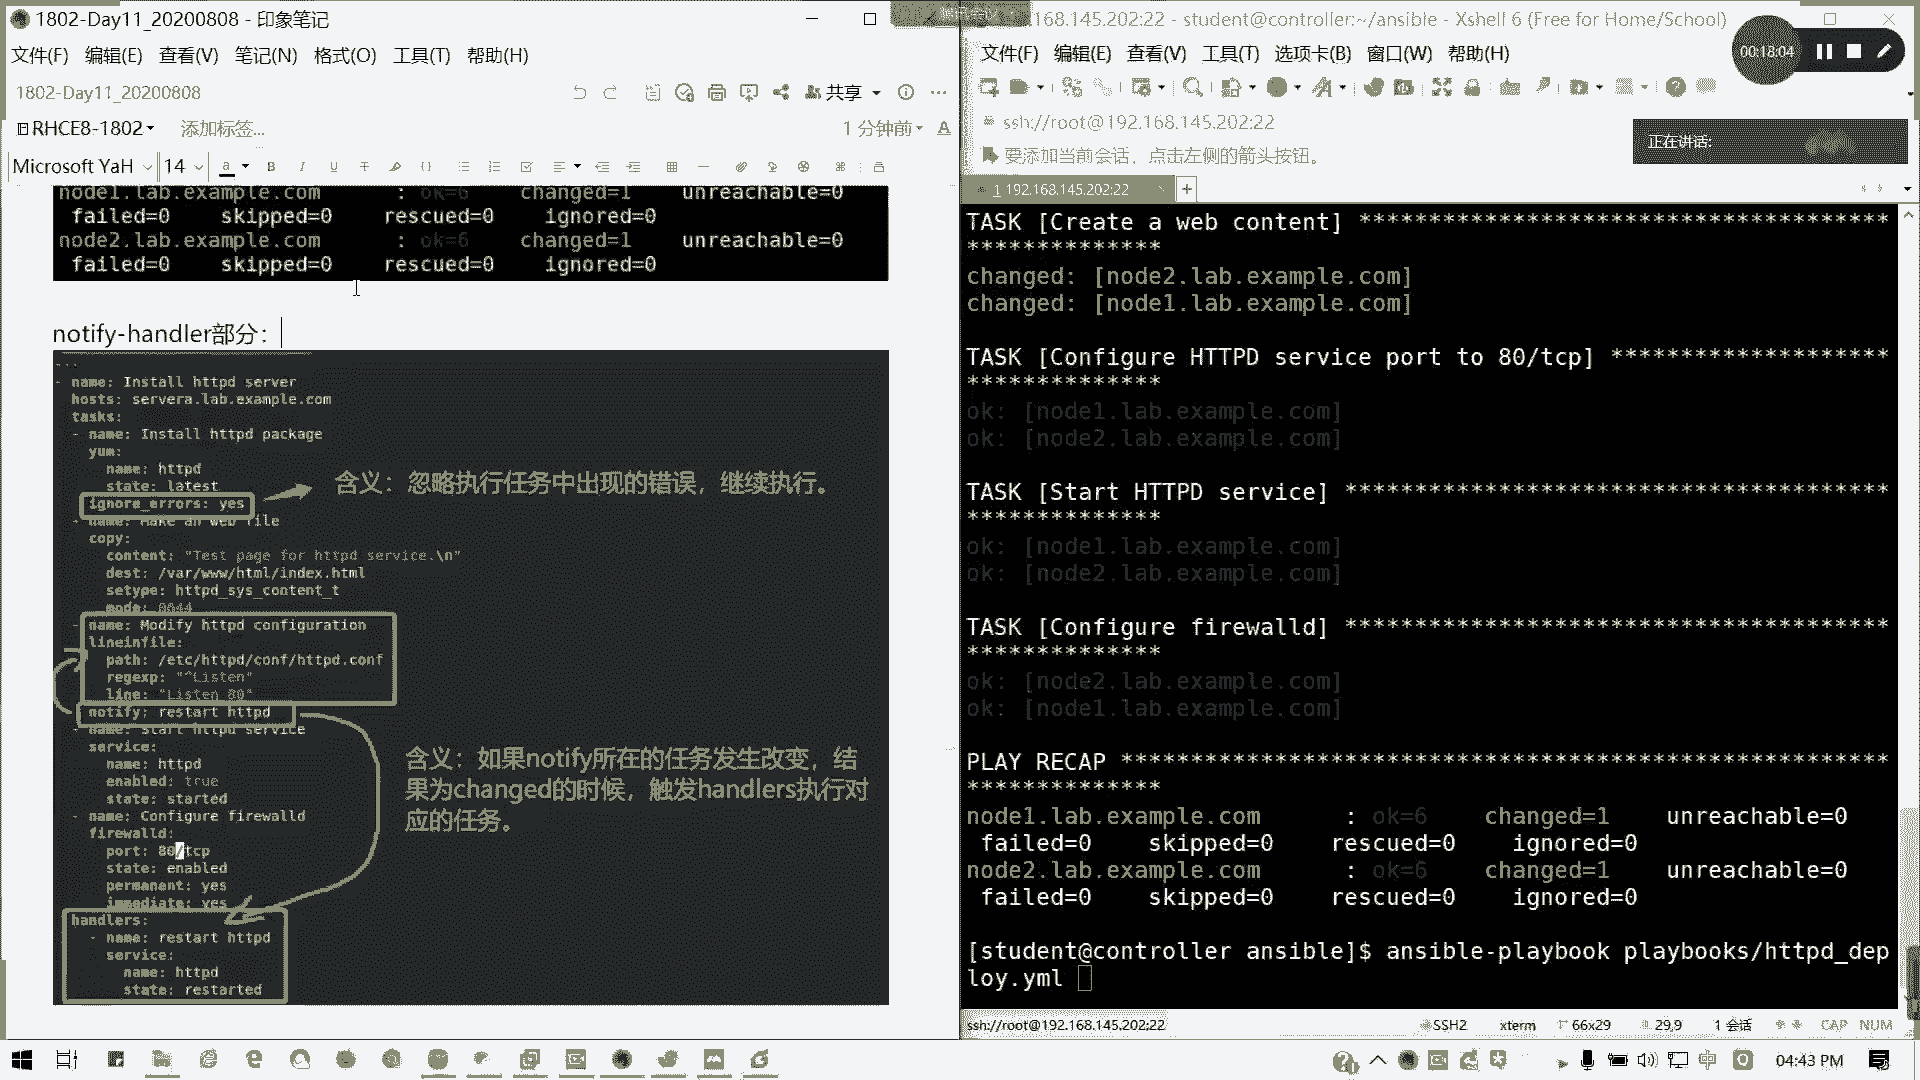 1802-Day11_20200808 - 印象笔记
文件(F) 编辑(E) 查看(V) 笔记(N) 格式(O) 工具(T) 帮助(H)
1802-Day11_20200808
共享
RHCE8-1802
添加标签...
1 分钟前
Microsoft YaH 14
node1.lab.example.com : ok=6 changed=1 unreachable=0
failed=0 skipped=0 rescued=0 ignored=0
node2.lab.example.com : ok=6 changed=1 unreachable=0
failed=0 skipped=0 rescued=0 ignored=0
notify-handler部分：
---
- name: Install httpd server
hosts: servera.lab.example.com
tasks:
- name: Install httpd package
yum:
name: httpd
state: latest
ignore_errors: yes
含义：忽略执行任务中出现的错误，继续执行。
- name: Make an web file
copy:
content: "Test page for httpd service.\n"
dest: /var/www/html/index.html
setype: httpd_sys_content_t
mode: 0644
- name: Modify httpd configuration
lineinfile:
path: /etc/httpd/conf/httpd.conf
regexp: "^Listen"
line: "Listen 80"
notify: restart httpd
- name: Start httpd service
service:
name: httpd
enabled: true
state: started
含义：如果notify所在的任务发生改变，结
果为changed的时候，触发handlers执行对
应的任务。
- name: Configure firewalld
firewalld:
port: 80/tcp
state: enabled
permanent: yes
immediate: yes
handlers:
- name: restart httpd
service:
name: httpd
state: restarted
.168.145.202:22 - student@controller:~/ansible - Xshell 6 (Free for Home/School)
文件(F) 编辑(E) 查看(V) 工具(T) 选项卡(B) 窗口(W) 帮助(H)
00:18:04
ssh://root@192.168.145.202:22
正在讲话:
要添加当前会话，点击左侧的箭头按钮。
1 192.168.145.202:22
TASK [Create a web content] ***************************************
**************
changed: [node2.lab.example.com]
changed: [node1.lab.example.com]
TASK [Configure HTTPD service port to 80/tcp] *********************
**************
ok: [node1.lab.example.com]
ok: [node2.lab.example.com]
TASK [Start HTTPD service] ****************************************
**************
ok: [node1.lab.example.com]
ok: [node2.lab.example.com]
TASK [Configure firewalld] ****************************************
**************
ok: [node2.lab.example.com]
ok: [node1.lab.example.com]
PLAY RECAP ********************************************************
**************
node1.lab.example.com : ok=6 changed=1 unreachable=0
failed=0 skipped=0 rescued=0 ignored=0
node2.lab.example.com : ok=6 changed=1 unreachable=0
failed=0 skipped=0 rescued=0 ignored=0
[student@controller ansible]$ ansible-playbook playbooks/httpd_dep
loy.yml
ssh://root@192.168.145.202:22 SSH2 xterm 66x29 29,9 1 会话 CAP NUM
04:43 PM